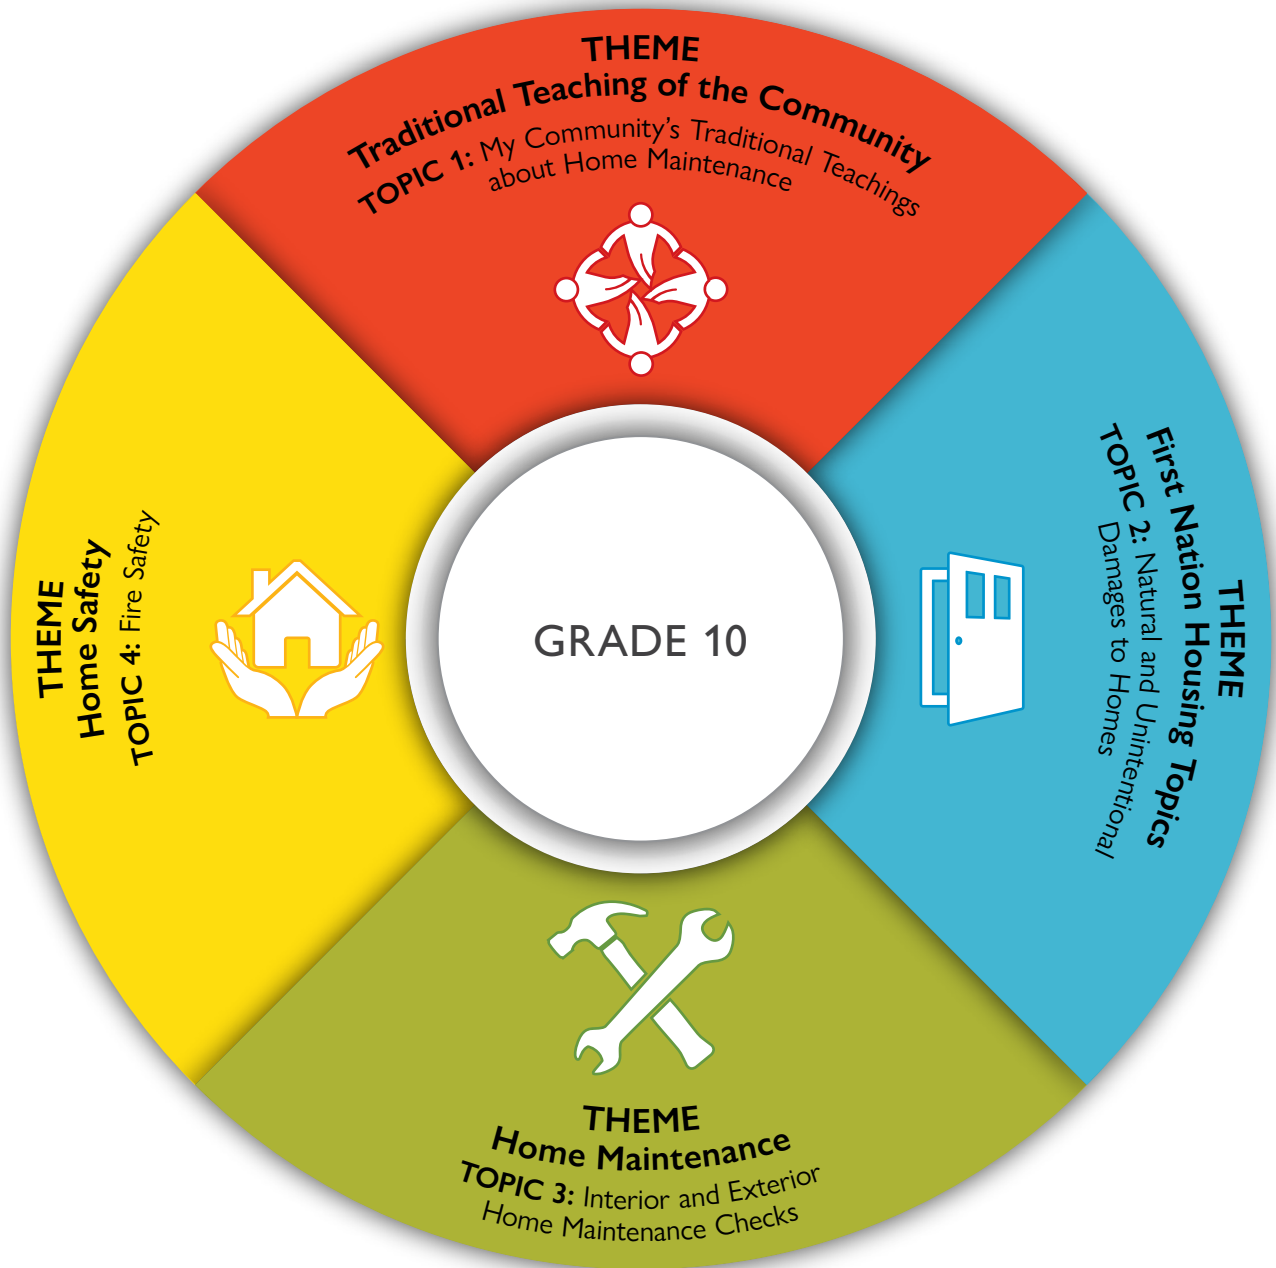 THEME
Traditional Teaching of the Community
TOPIC 1: My Community's Traditional Teachings
about Home Maintenance
THEME
First Nation Housing Topics
TOPIC 2: Natural and Unintentional
Damages to Homes
THEME
Home Maintenance
TOPIC 3: Interior and Exterior
Home Maintenance Checks
THEME
Home Safety
TOPIC 4: Fire Safety
GRADE 10